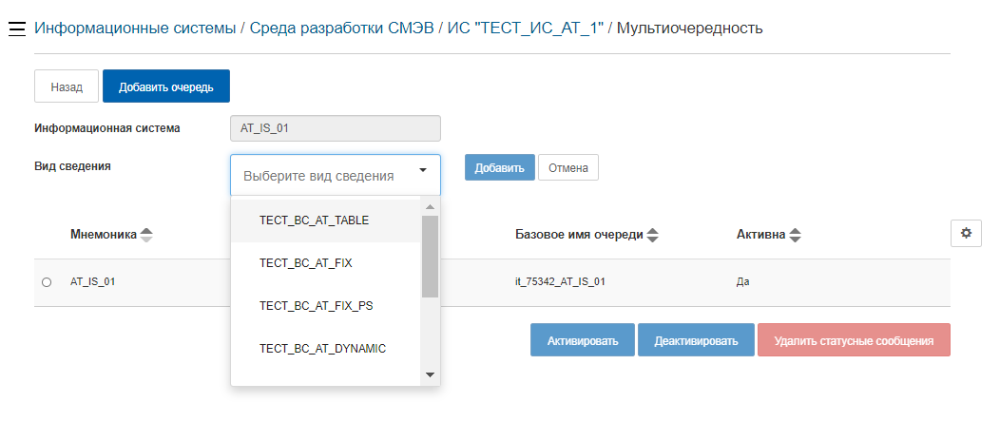 Информационные системы / Среда разработки СМЭВ / ИС "ТЕСТ_ИС_АТ_1" / Мультиочередность
Назад Добавить очередь
Информационная система AT_IS_01
Вид сведения Выберите вид сведения Добавить Отмена
ТЕСТ_ВС_АТ_TABLE
Мнемоника Базовое имя очереди Активна
ТЕСТ_ВС_АТ_FIX
AT_IS_01 it_75342_AT_IS_01 Да
ТЕСТ_ВС_АТ_FIX_PS
Активировать Деактивировать Удалить статусные сообщения
ТЕСТ_ВС_АТ_DYNAMIC